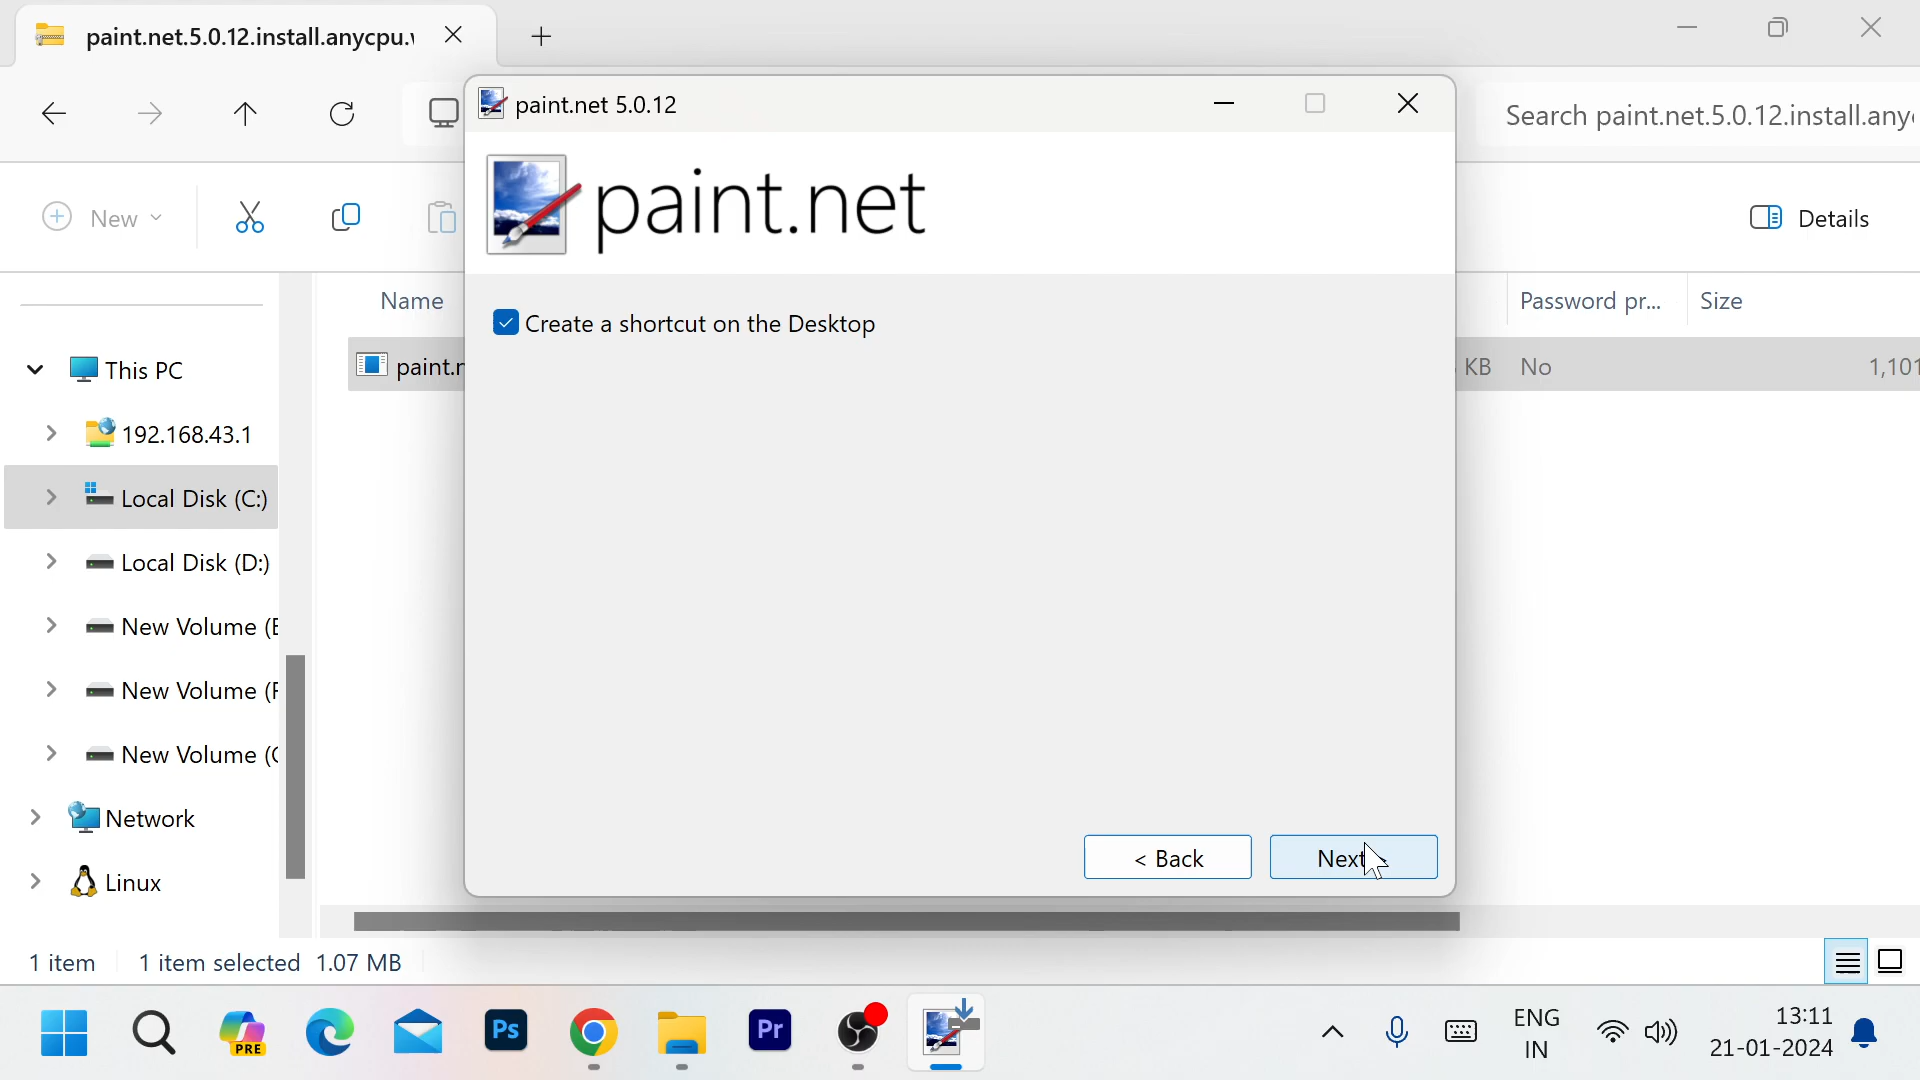 paint.net.5.0.12.install.anycpu.
paint.net 5.0.12
Search paint.net.5.0.12.install.any
New
paint.net
Details
Name
Password pr...
Size
Create a shortcut on the Desktop
This PC
paint.
KB
No
1,101
192.168.43.1
Local Disk (C:)
Local Disk (D:)
New Volume (E
New Volume (F
New Volume (
Network
< Back
Next
Linux
1 item
1 item selected 1.07 MB
PRE
Ps
Pr
ENG
IN
13:11
21-01-2024